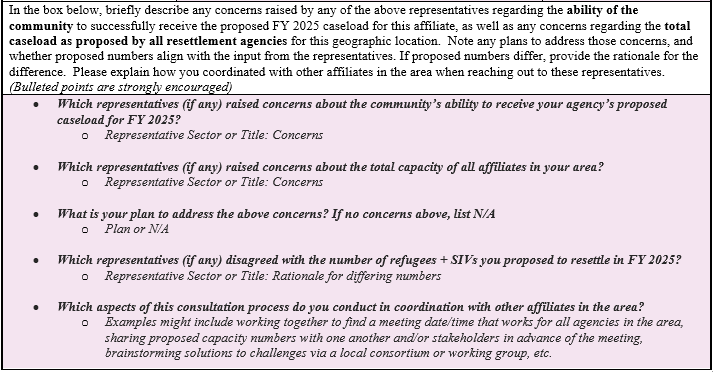 In the box below, briefly describe any concerns raised by any of the above representatives regarding the ability of the
community to successfully receive the proposed FY 2025 caseload for this affiliate, as well as any concerns regarding the total
caseload as proposed by all resettlement agencies for this geographic location.  Note any plans to address those concerns, and
whether proposed numbers align with the input from the representatives. If proposed numbers differ, provide the rationale for the
difference.  Please explain how you coordinated with other affiliates in the area when reaching out to these representatives.
(Bulleted points are strongly encouraged)
• Which representatives (if any) raised concerns about the community's ability to receive your agency's proposed
caseload for FY 2025?
o Representative Sector or Title: Concerns
• Which representatives (if any) raised concerns about the total capacity of all affiliates in your area?
o Representative Sector or Title: Concerns
• What is your plan to address the above concerns? If no concerns above, list N/A
o Plan or N/A
• Which representatives (if any) disagreed with the number of refugees + SIVs you proposed to resettle in FY 2025?
o Representative Sector or Title: Rationale for differing numbers
• Which aspects of this consultation process do you conduct in coordination with other affiliates in the area?
o Examples might include working together to find a meeting date/time that works for all agencies in the area,
sharing proposed capacity numbers with one another and/or stakeholders in advance of the meeting,
brainstorming solutions to challenges via a local consortium or working group, etc.